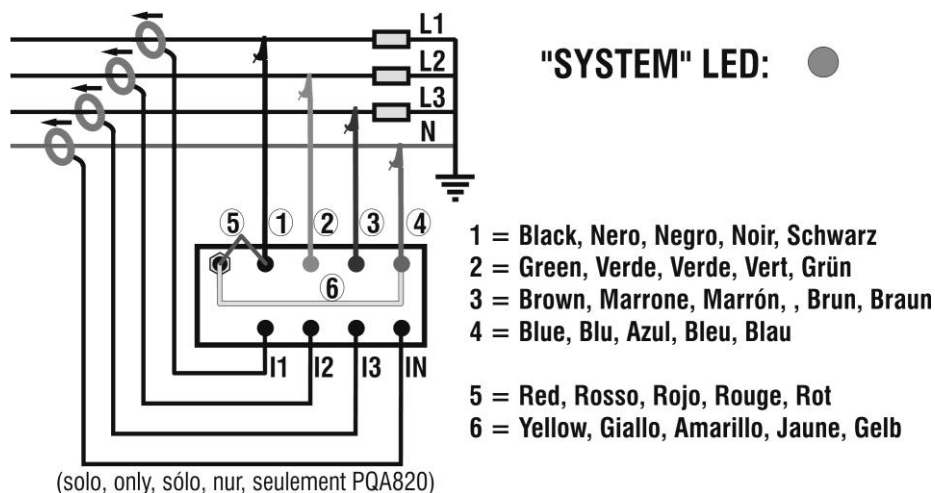 L1
L2
L3
N
"SYSTEM" LED:
5 1 2 3 4
6
I1 I2 I3 IN
1 = Black, Nero, Negro, Noir, Schwarz
2 = Green, Verde, Verde, Vert, Grün
3 = Brown, Marrone, Marrón, , Brun, Braun
4 = Blue, Blu, Azul, Bleu, Blau
5 = Red, Rosso, Rojo, Rouge, Rot
6 = Yellow, Giallo, Amarillo, Jaune, Gelb
(solo, only, sólo, nur, seulement PQA820)